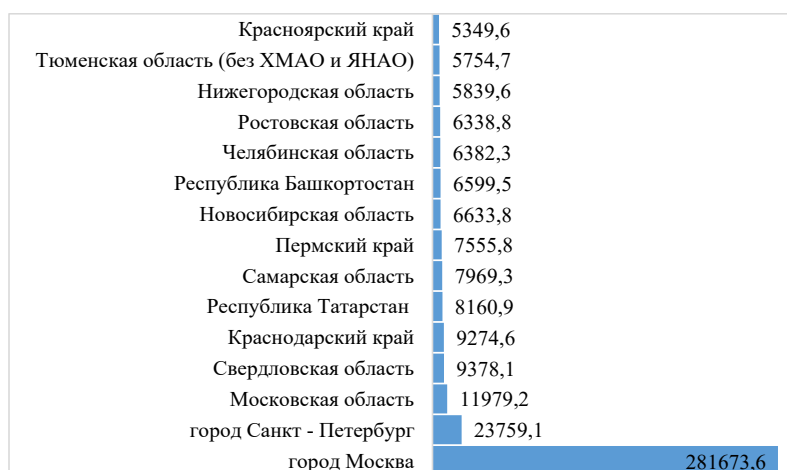 Красноярский край 5349,6
Тюменская область (без ХМАО и ЯНАО) 5754,7
Нижегородская область 5839,6
Ростовская область 6338,8
Челябинская область 6382,3
Республика Башкортостан 6599,5
Новосибирская область 6633,8
Пермский край 7555,8
Самарская область 7969,3
Республика Татарстан 8160,9
Краснодарский край 9274,6
Свердловская область 9378,1
Московская область 11979,2
город Санкт - Петербург 23759,1
город Москва 281673,6